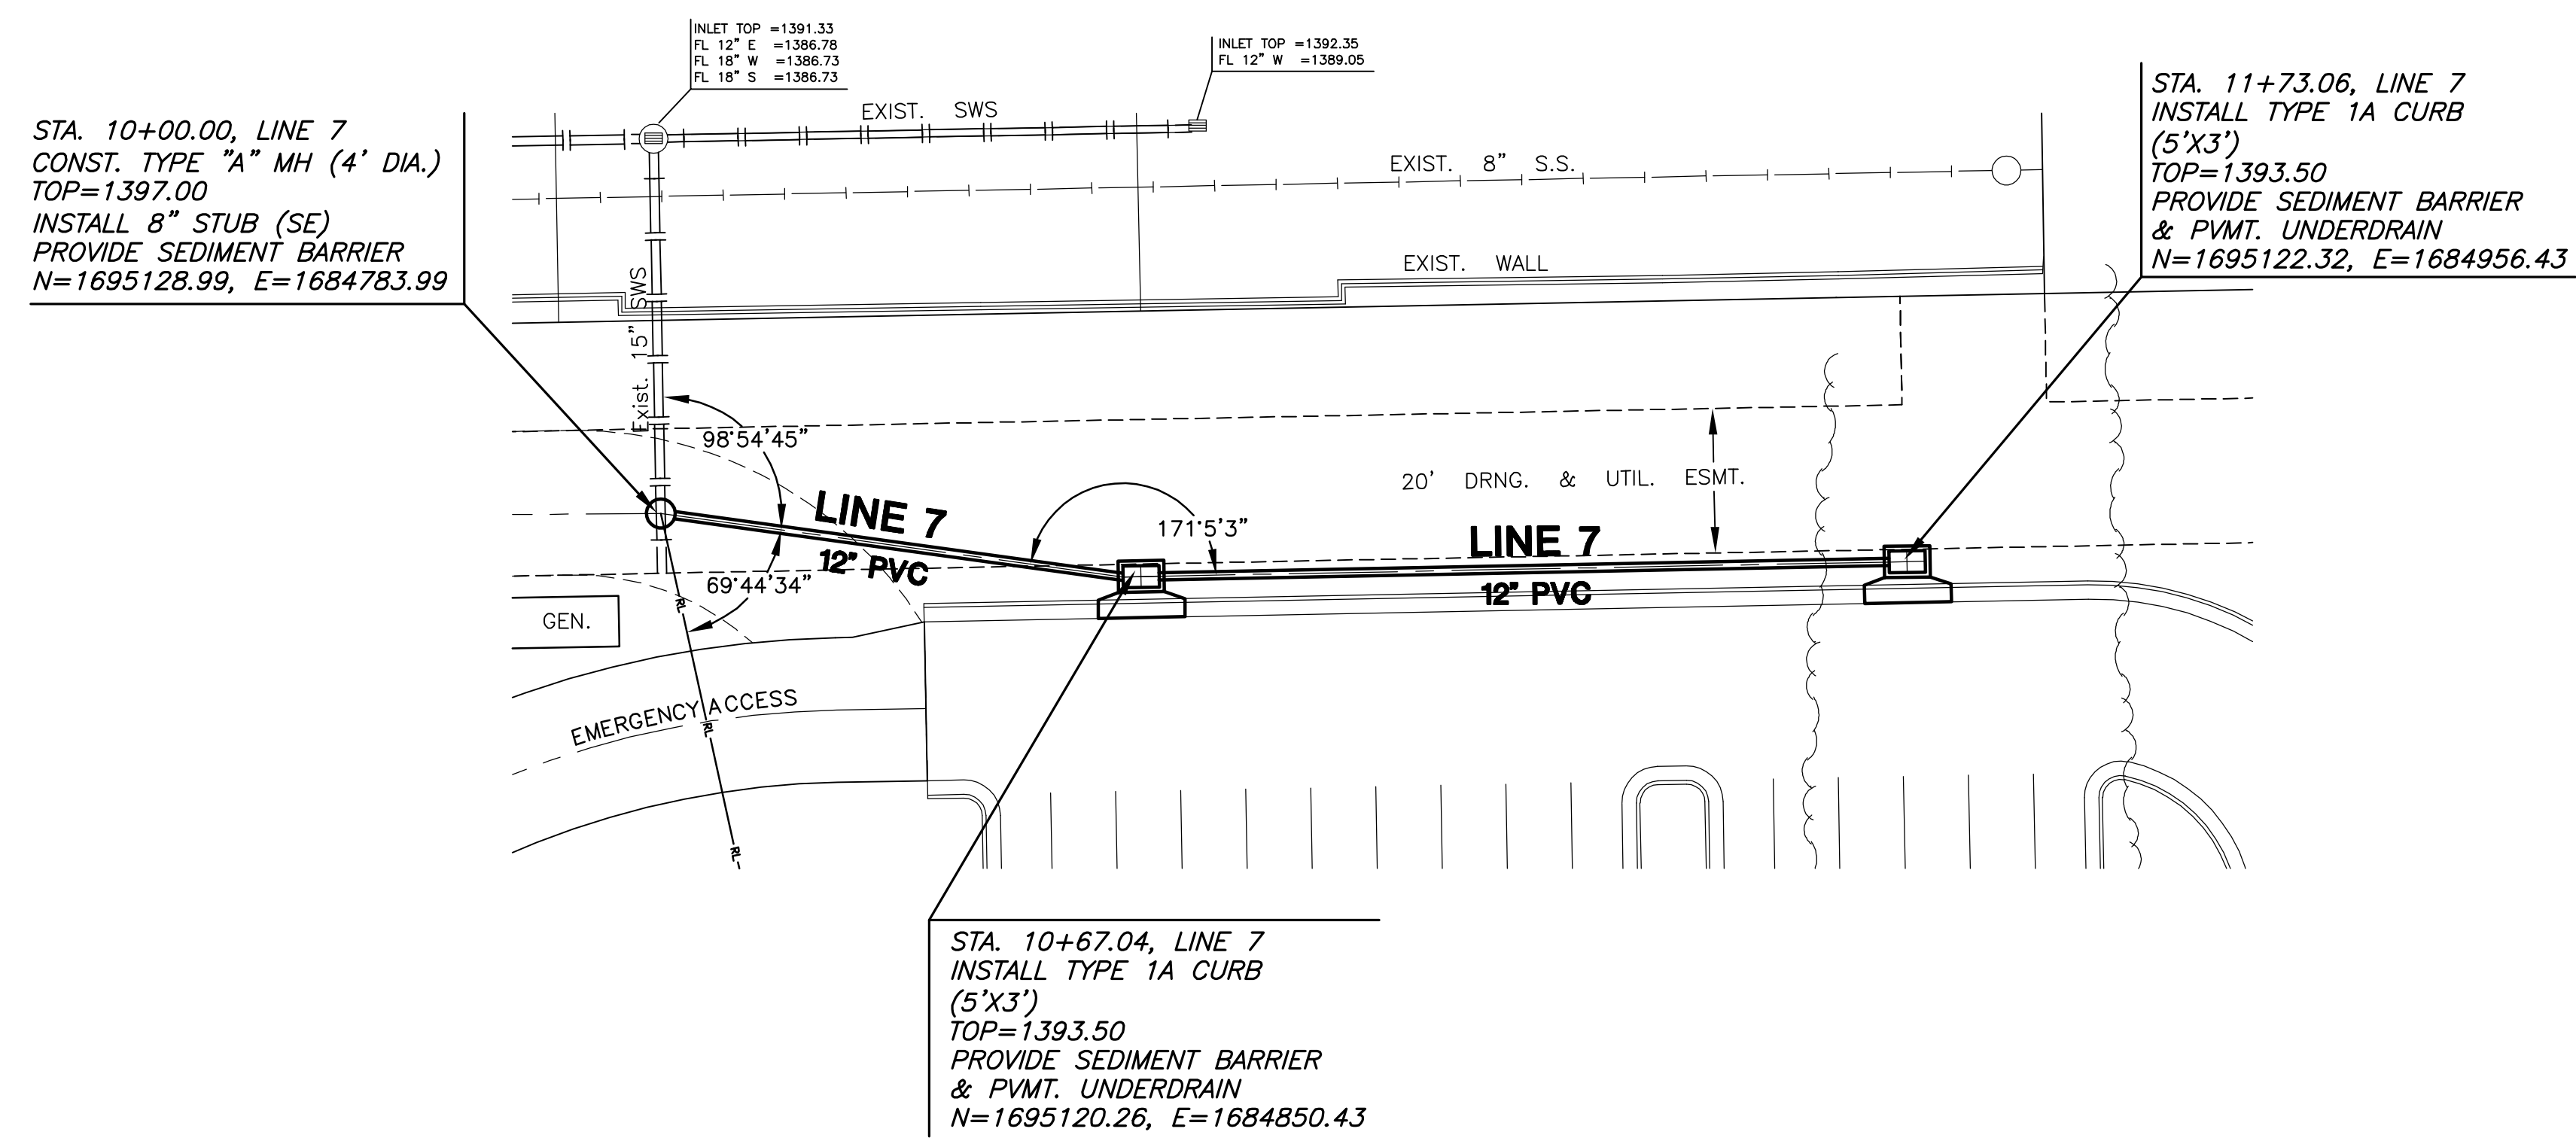 INLET TOP =1391.33
FL 12" E =1386.78
FL 18" W =1386.73
FL 18" S =1386.73
INLET TOP =1392.35
FL 12" W =1389.05
STA. 10+00.00, LINE 7
CONST. TYPE "A" MH (4' DIA.)
TOP=1397.00
INSTALL 8" STUB (SE)
PROVIDE SEDIMENT BARRIER
N=1695128.99, E=1684783.99
STA. 11+73.06, LINE 7
INSTALL TYPE 1A CURB
(5'X3')
TOP=1393.50
PROVIDE SEDIMENT BARRIER
& PVMT. UNDERDRAIN
N=1695122.32, E=1684956.43
EXIST. SWS
EXIST. 8" S.S.
EXIST. WALL
Exist. 15" SWS
98°54'45"
20' DRNG. & UTIL. ESMT.
LINE 7
12" PVC
171°5'3"
LINE 7
12" PVC
69°44'34"
RL
GEN.
EMERGENCY ACCESS
RL
RL
STA. 10+67.04, LINE 7
INSTALL TYPE 1A CURB
(5'X3')
TOP=1393.50
PROVIDE SEDIMENT BARRIER
& PVMT. UNDERDRAIN
N=1695120.26, E=1684850.43